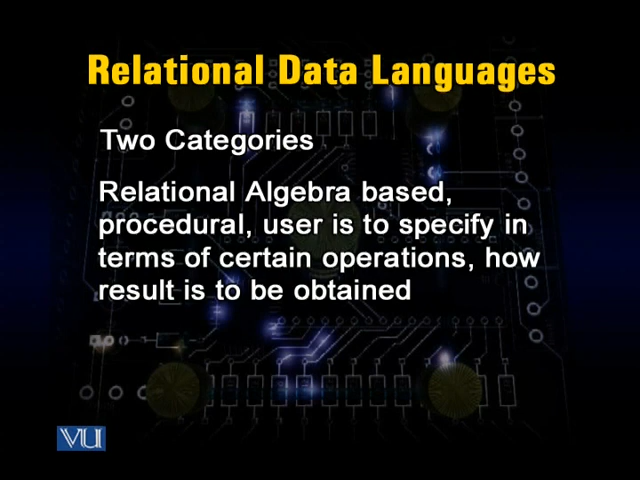 Relational Data Languages
Two Categories
Relational Algebra based,
procedural, user is to specify in
terms of certain operations, how
result is to be obtained
VU